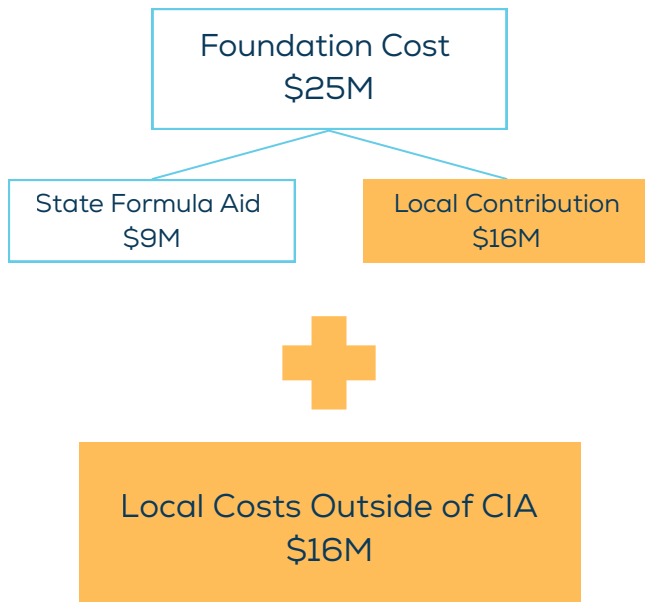 Foundation Cost
$25M
State Formula Aid
$9M
Local Contribution
$16M
Local Costs Outside of CIA
$16M